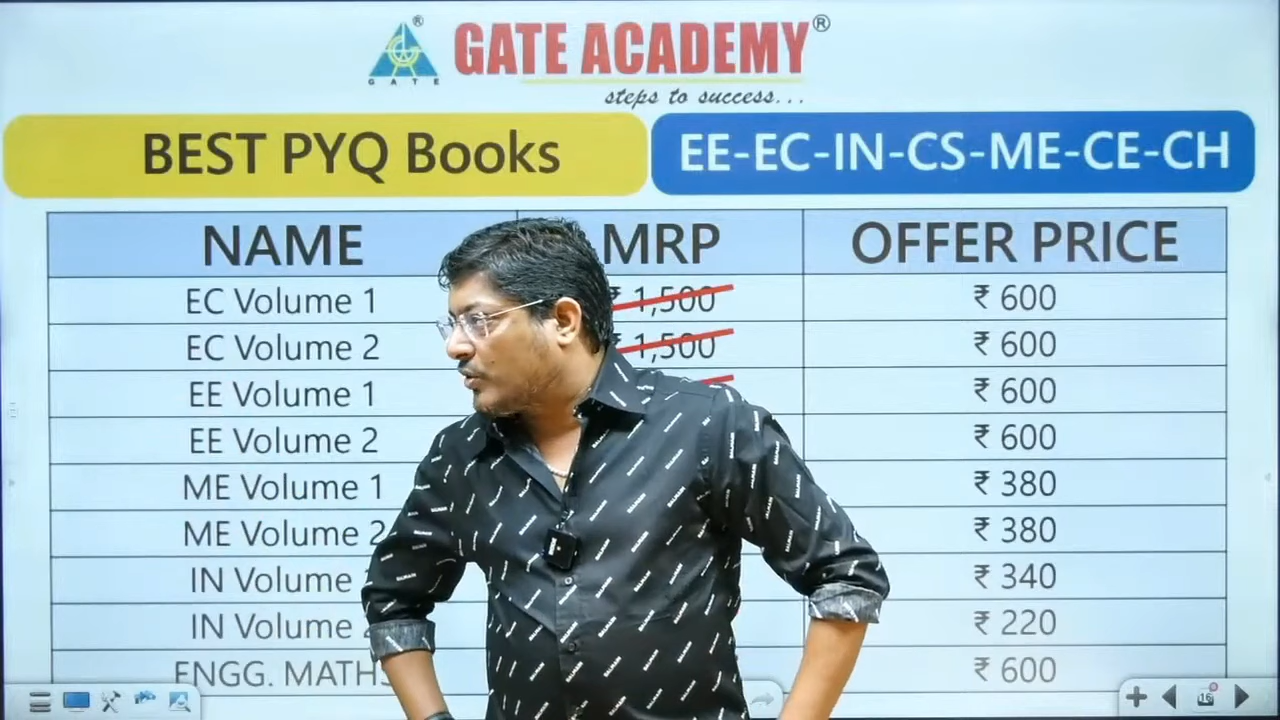 GATE ACADEMY®
®
GATE
steps to success...
BEST PYQ Books
EE-EC-IN-CS-ME-CE-CH
NAME MRP OFFER PRICE
EC Volume 1 ₹ 1,500 ₹ 600
EC Volume 2 ₹ 1,500 ₹ 600
EE Volume 1 ₹ 600
EE Volume 2 ₹ 600
ME Volume 1 ₹ 380
ME Volume 2 ₹ 380
IN Volume ₹ 340
IN Volume ₹ 220
ENGG. MATHS ₹ 600
16